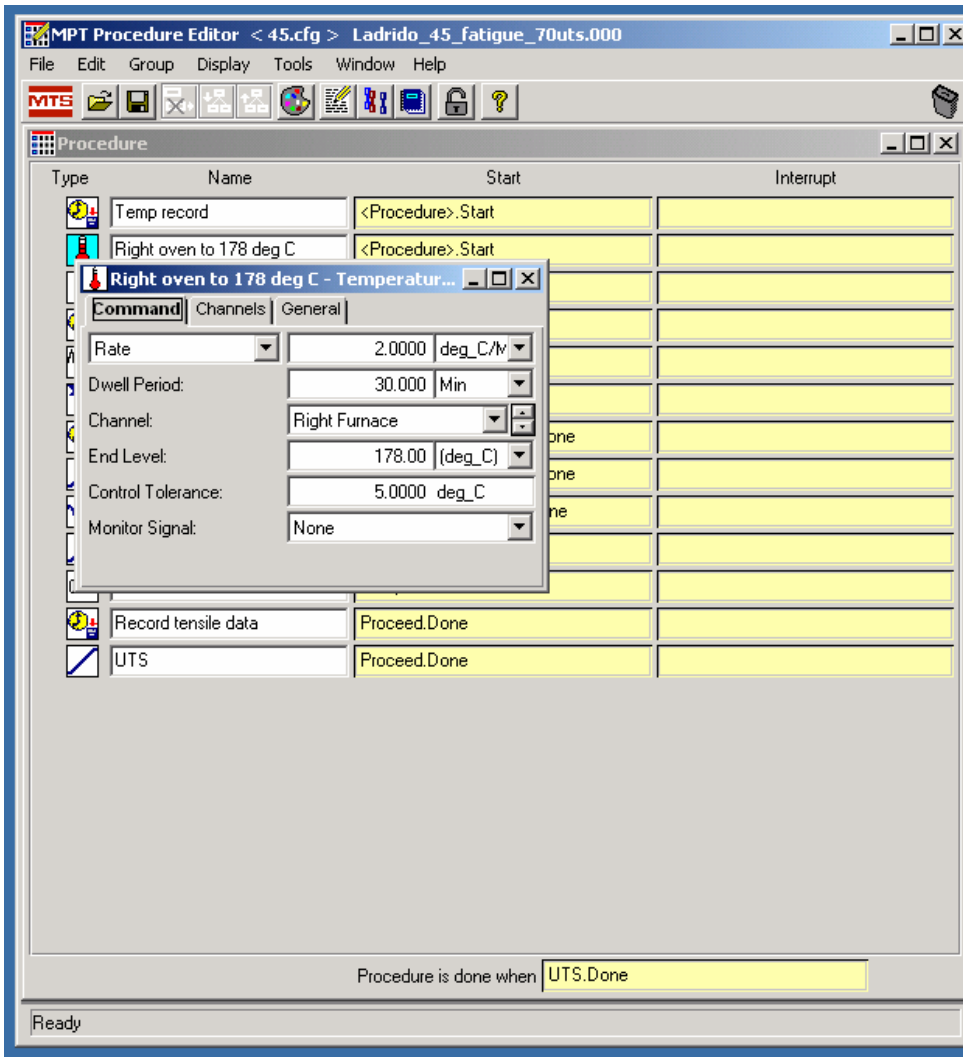 MPT Procedure Editor < 45.cfg > Ladrido_45_fatigue_70uts.000
File Edit Group Display Tools Window Help
MTS
Procedure
Type Name Start Interrupt
Temp record <Procedure>.Start
Right oven to 178 deg C <Procedure>.Start
Right oven to 178 deg C - Temperatur...
Command Channels General
Rate 2.0000 deg_C/M
Dwell Period: 30.000 Min
Channel: Right Furnace
one
End Level: 178.00 (deg_C)
one
Control Tolerance: 5.0000 deg_C
ne
Monitor Signal: None
Record tensile data Proceed.Done
UTS Proceed.Done
Procedure is done when UTS.Done
Ready